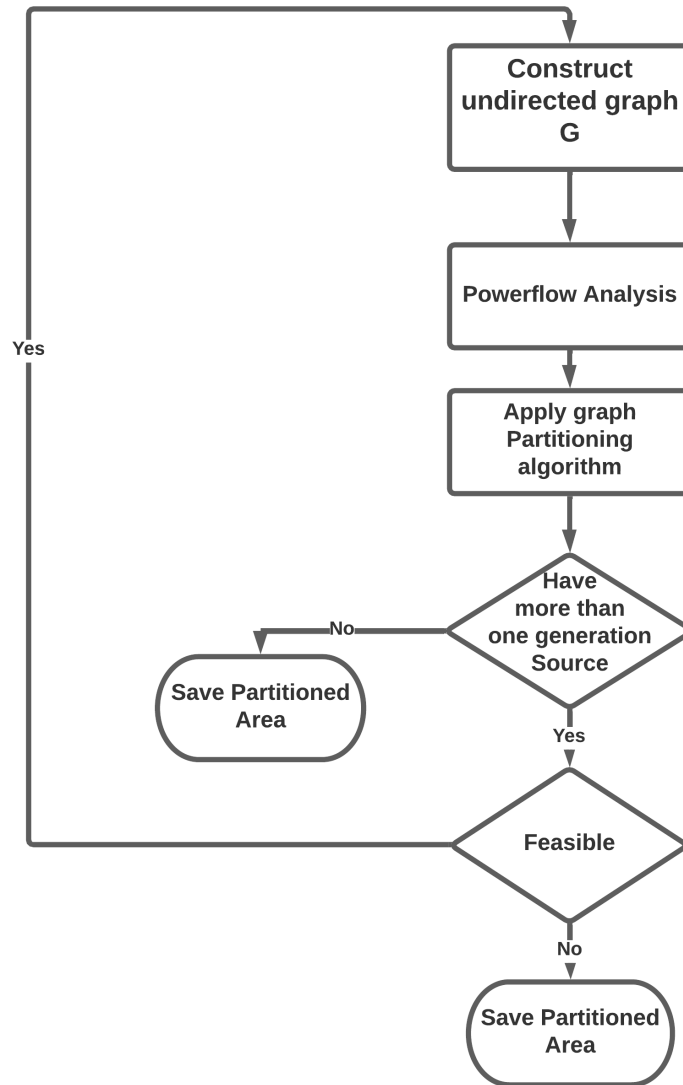 Construct
undirected graph
G
Powerflow Analysis
Yes
Apply graph
Partitioning
algorithm
Have
more than
one generation
Source
No
Save Partitioned
Area
Yes
Feasible
No
Save Partitioned
Area